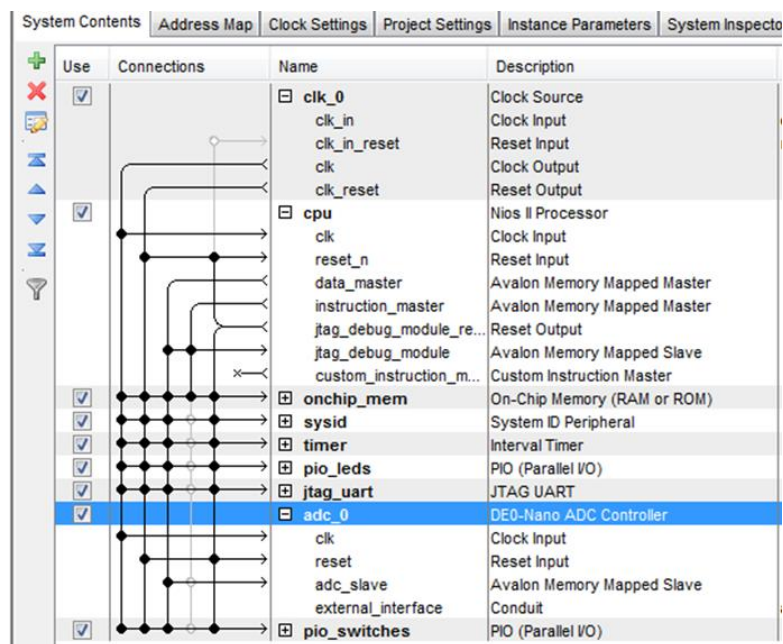 System Contents Address Map Clock Settings Project Settings Instance Parameters System Inspecto
Use Connections Name Description
clk_0 Clock Source
clk_in Clock Input
clk_in_reset Reset Input
clk Clock Output
clk_reset Reset Output
cpu Nios II Processor
clk Clock Input
reset_n Reset Input
data_master Avalon Memory Mapped Master
instruction_master Avalon Memory Mapped Master
jtag_debug_module_re... Reset Output
jtag_debug_module Avalon Memory Mapped Slave
custom_instruction_m... Custom Instruction Master
onchip_mem On-Chip Memory (RAM or ROM)
sysid System ID Peripheral
timer Interval Timer
pio_leds PIO (Parallel I/O)
jtag_uart JTAG UART
adc_0 DE0-Nano ADC Controller
clk Clock Input
reset Reset Input
adc_slave Avalon Memory Mapped Slave
external_interface Conduit
pio_switches PIO (Parallel I/O)